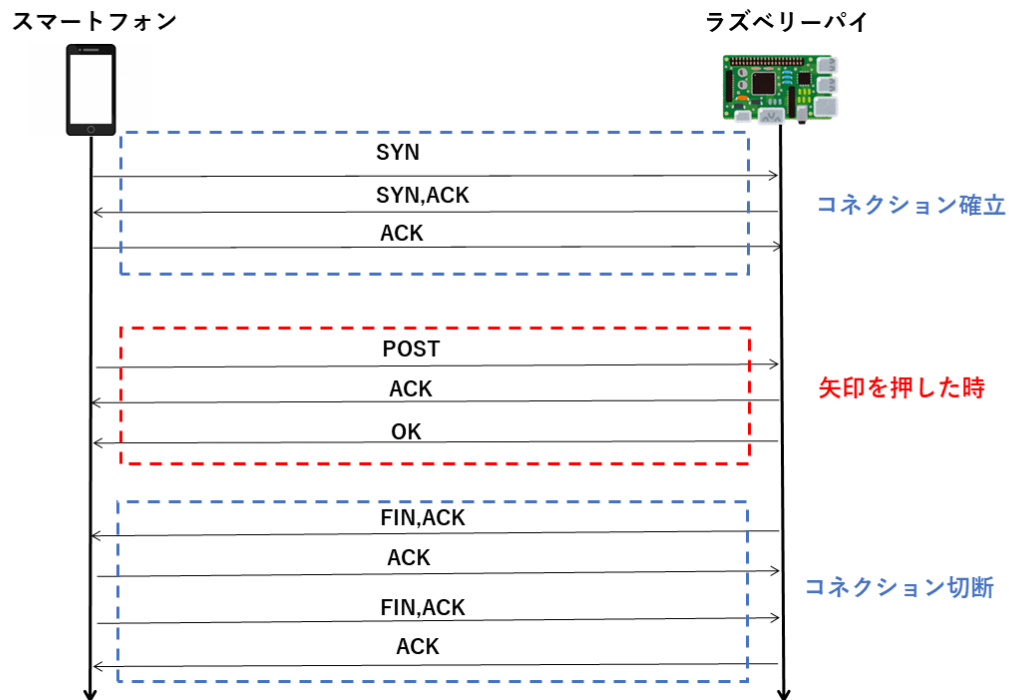 スマートフォン
ラズベリーパイ
SYN
SYN,ACK
コネクション確立
ACK
POST
ACK
矢印を押した時
OK
FIN,ACK
ACK
コネクション切断
FIN,ACK
ACK